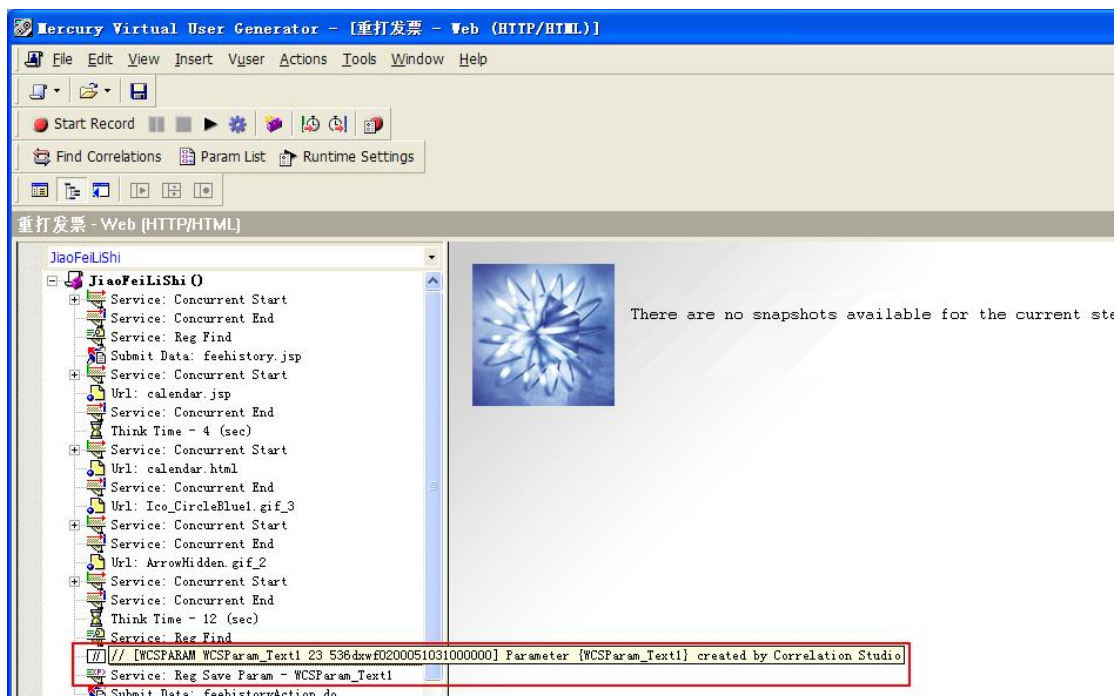 Mercury Virtual User Generator - [重打发票 - Web (HTTP/HTML)]
File Edit View Insert Vuser Actions Tools Window Help
Start Record
Find Correlations Param List Runtime Settings
重打发票 - Web (HTTP/HTML)
JiaoFeiLiShi
JiaoFeiLiShi ()
Service: Concurrent Start
Service: Concurrent End
Service: Reg Find
Submit Data: feehistory.jsp
Service: Concurrent Start
Url: calendar.jsp
Service: Concurrent End
Think Time - 4 (sec)
Service: Concurrent Start
Url: calendar.html
Service: Concurrent End
Url: Ico_CircleBlue1.gif_3
Service: Concurrent Start
Service: Concurrent End
Url: ArrowHidden.gif_2
Service: Concurrent Start
Service: Concurrent End
Think Time - 12 (sec)
Service: Reg Find
// // [WCSPARAM WCSParam_Text1 23 536dxwf0200051031000000] Parameter {WCSParam_Text1} created by Correlation Studio
Service: Reg Save Param - WCSParam_Text1
Submit Data: feehistoryAction.do
There are no snapshots available for the current ste